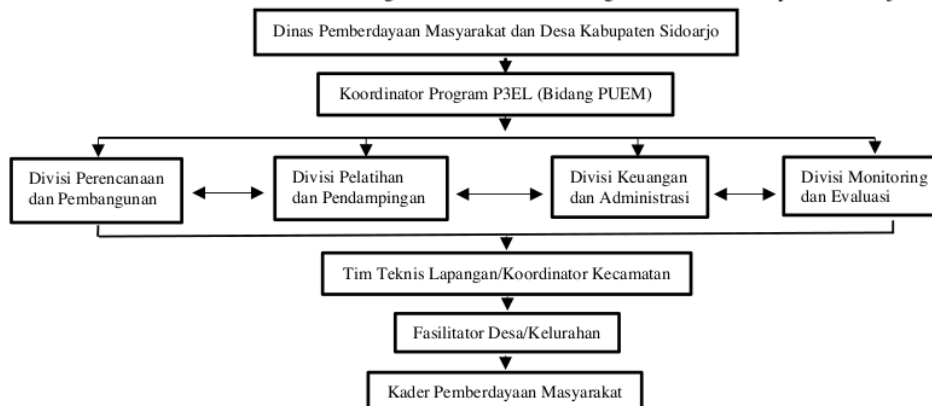 Dinas Pemberdayaan Masyarakat dan Desa Kabupaten Sidoarjo
Koordinator Program P3EL (Bidang PUEM)
Divisi Perencanaan
dan Pembangunan
Divisi Pelatihan
dan Pendampingan
Divisi Keuangan
dan Administrasi
Divisi Monitoring
dan Evaluasi
Tim Teknis Lapangan/Koordinator Kecamatan
Fasilitator Desa/Kelurahan
Kader Pemberdayaan Masyarakat